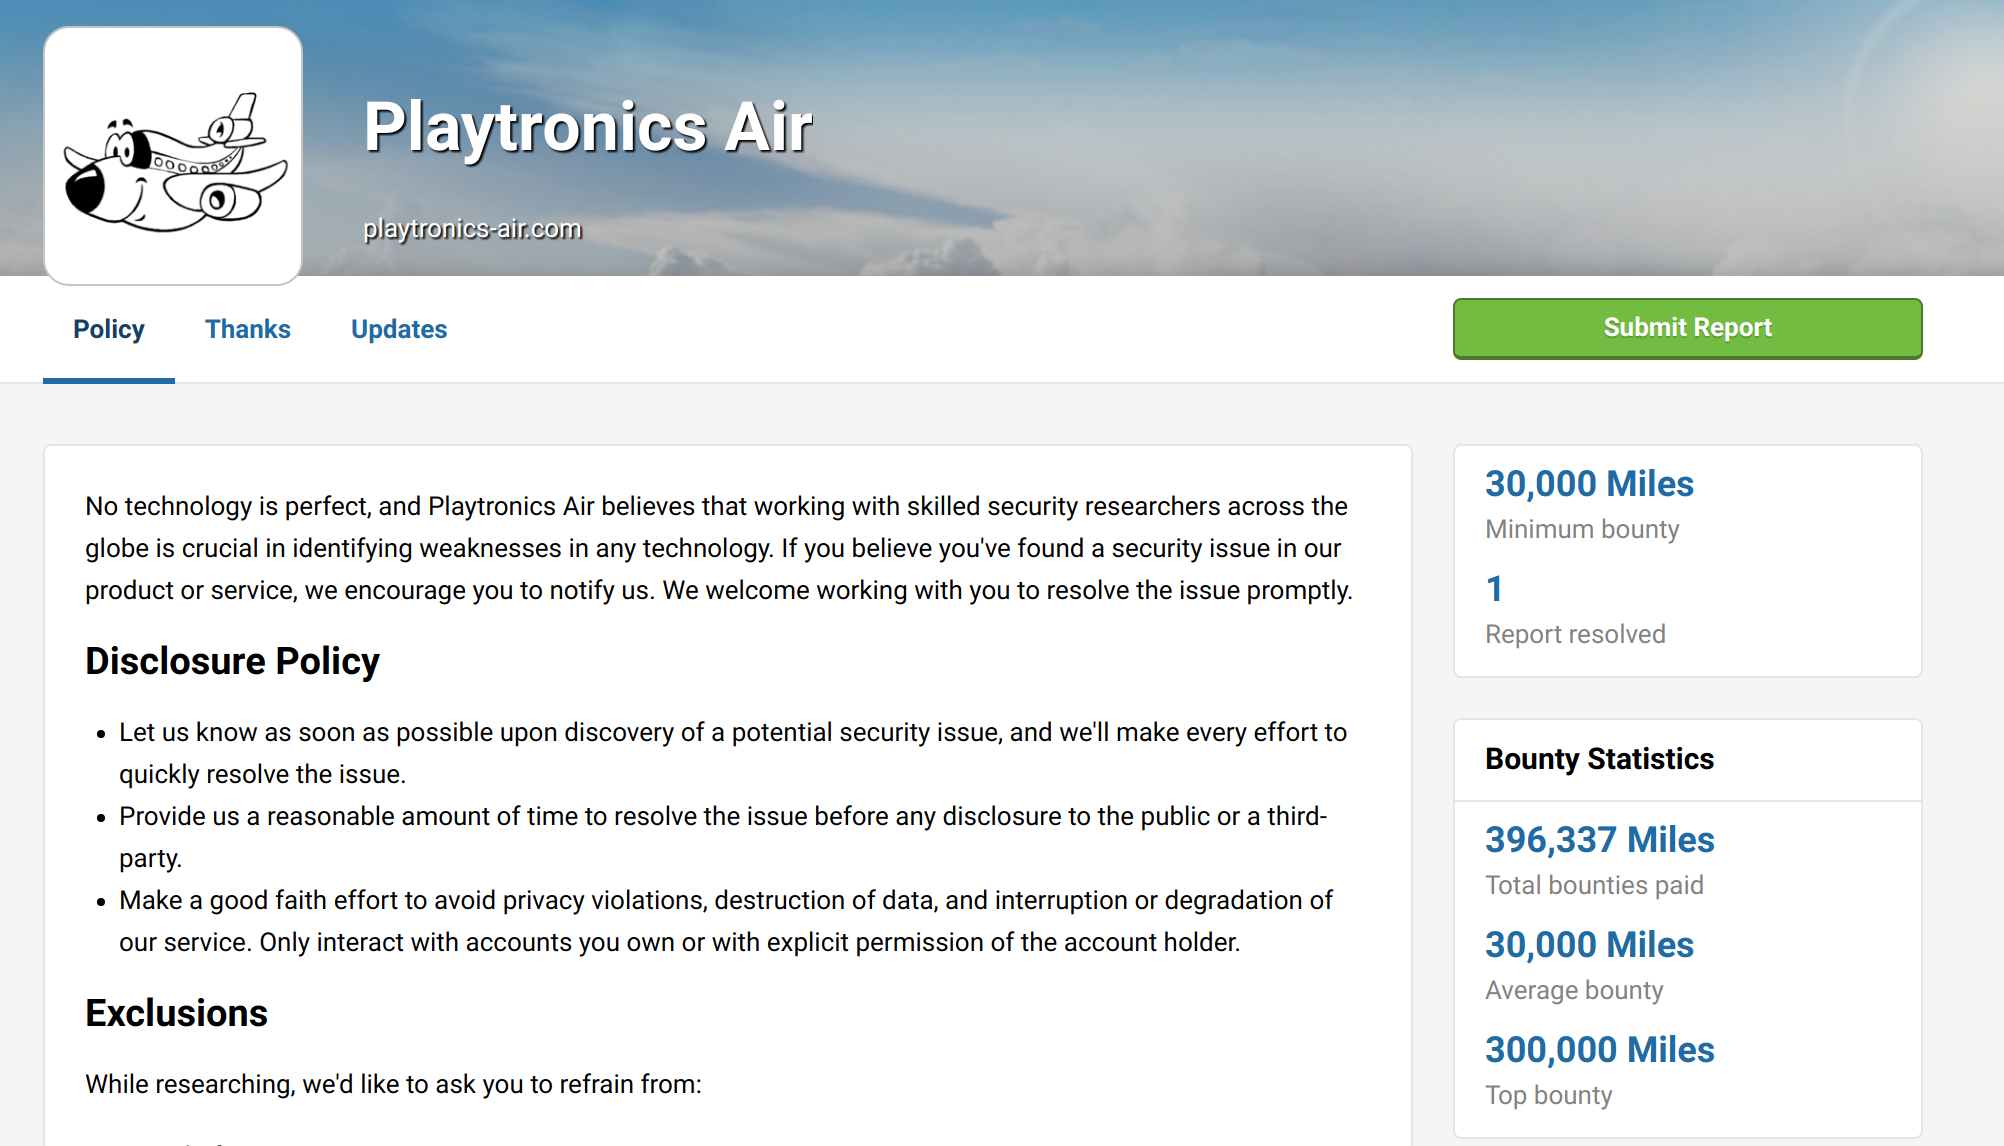 Playtronics Air
playtronics-air.com
Policy
Thanks
Updates
Submit Report
No technology is perfect, and Playtronics Air believes that working with skilled security researchers across the
globe is crucial in identifying weaknesses in any technology. If you believe you've found a security issue in our
product or service, we encourage you to notify us. We welcome working with you to resolve the issue promptly.
Disclosure Policy
• Let us know as soon as possible upon discovery of a potential security issue, and we'll make every effort to
quickly resolve the issue.
• Provide us a reasonable amount of time to resolve the issue before any disclosure to the public or a third-
party.
• Make a good faith effort to avoid privacy violations, destruction of data, and interruption or degradation of
our service. Only interact with accounts you own or with explicit permission of the account holder.
Exclusions
While researching, we'd like to ask you to refrain from:
30,000 Miles
Minimum bounty
1
Report resolved
Bounty Statistics
396,337 Miles
Total bounties paid
30,000 Miles
Average bounty
300,000 Miles
Top bounty